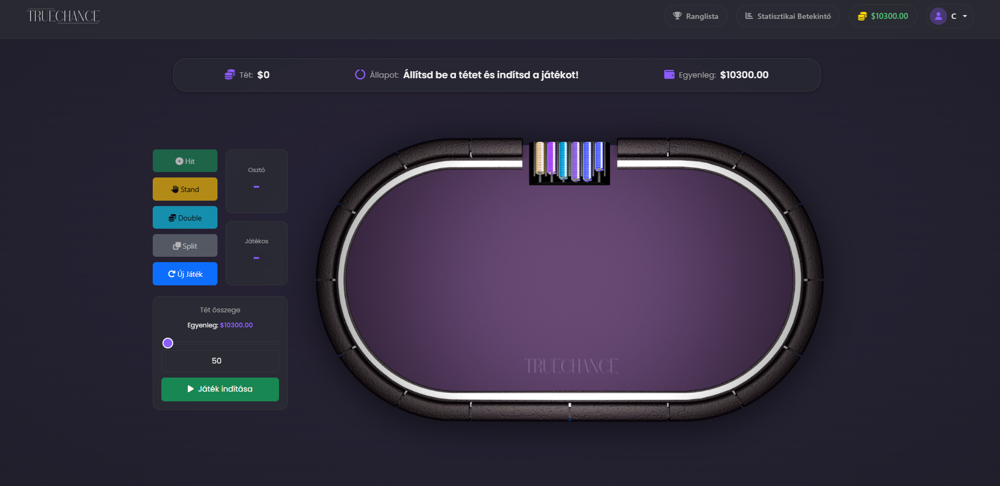 TRUECHANCE
Ranglista
Statisztikai Betekintő
$10300.00
C
Tét: $0
Állapot: Állítsd be a tétet és indítsd a játékot!
Egyenleg: $10300.00
Hit
Stand
Double
Split
Új Játék
Osztó
-
Játékos
-
Tét összege
Egyenleg: $10300.00
50
Játék indítása
TRUECHANCE